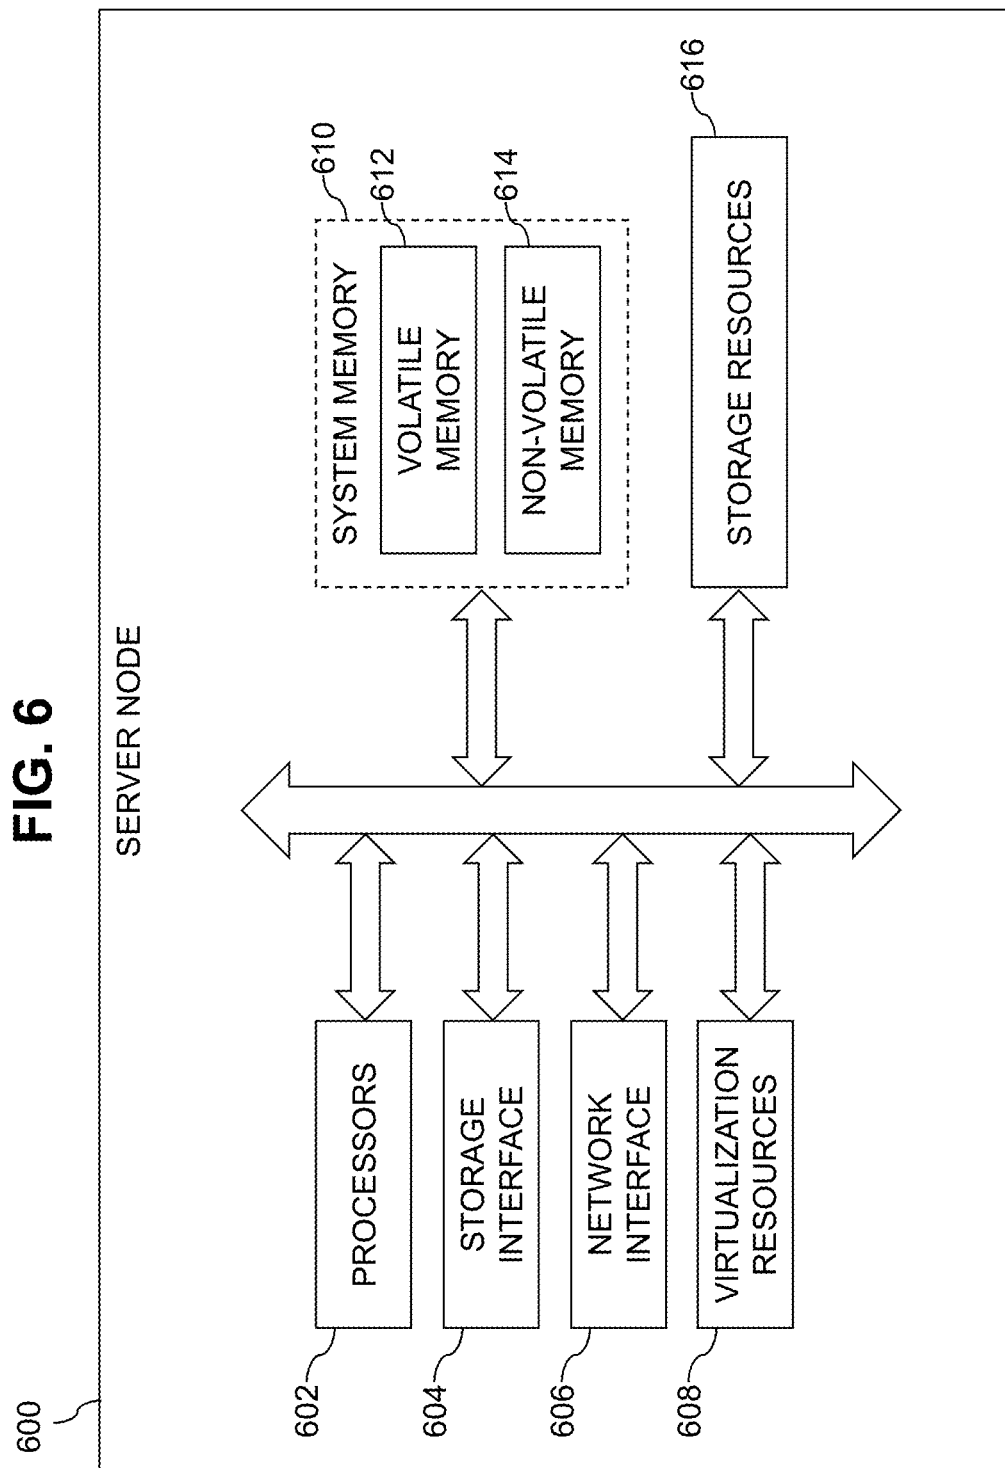 FIG. 6
600
SERVER NODE
602
PROCESSORS
604
STORAGE
INTERFACE
606
NETWORK
INTERFACE
608
VIRTUALIZATION
RESOURCES
610
SYSTEM MEMORY
612
VOLATILE
MEMORY
614
NON-VOLATILE
MEMORY
616
STORAGE RESOURCES